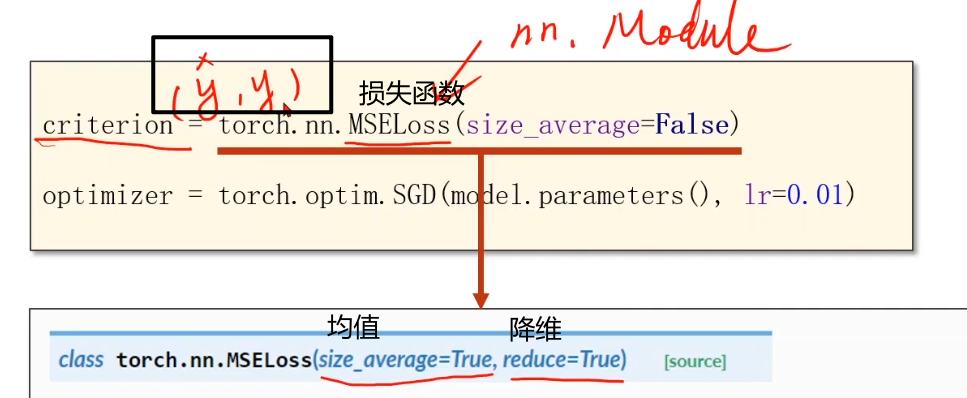 nn. Module
(ŷ, y)
损失函数
criterion = torch.nn.MSELoss(size_average=False)
optimizer = torch.optim.SGD(model.parameters(), lr=0.01)
均值 降维
class torch.nn.MSELoss(size_average=True, reduce=True) [source]